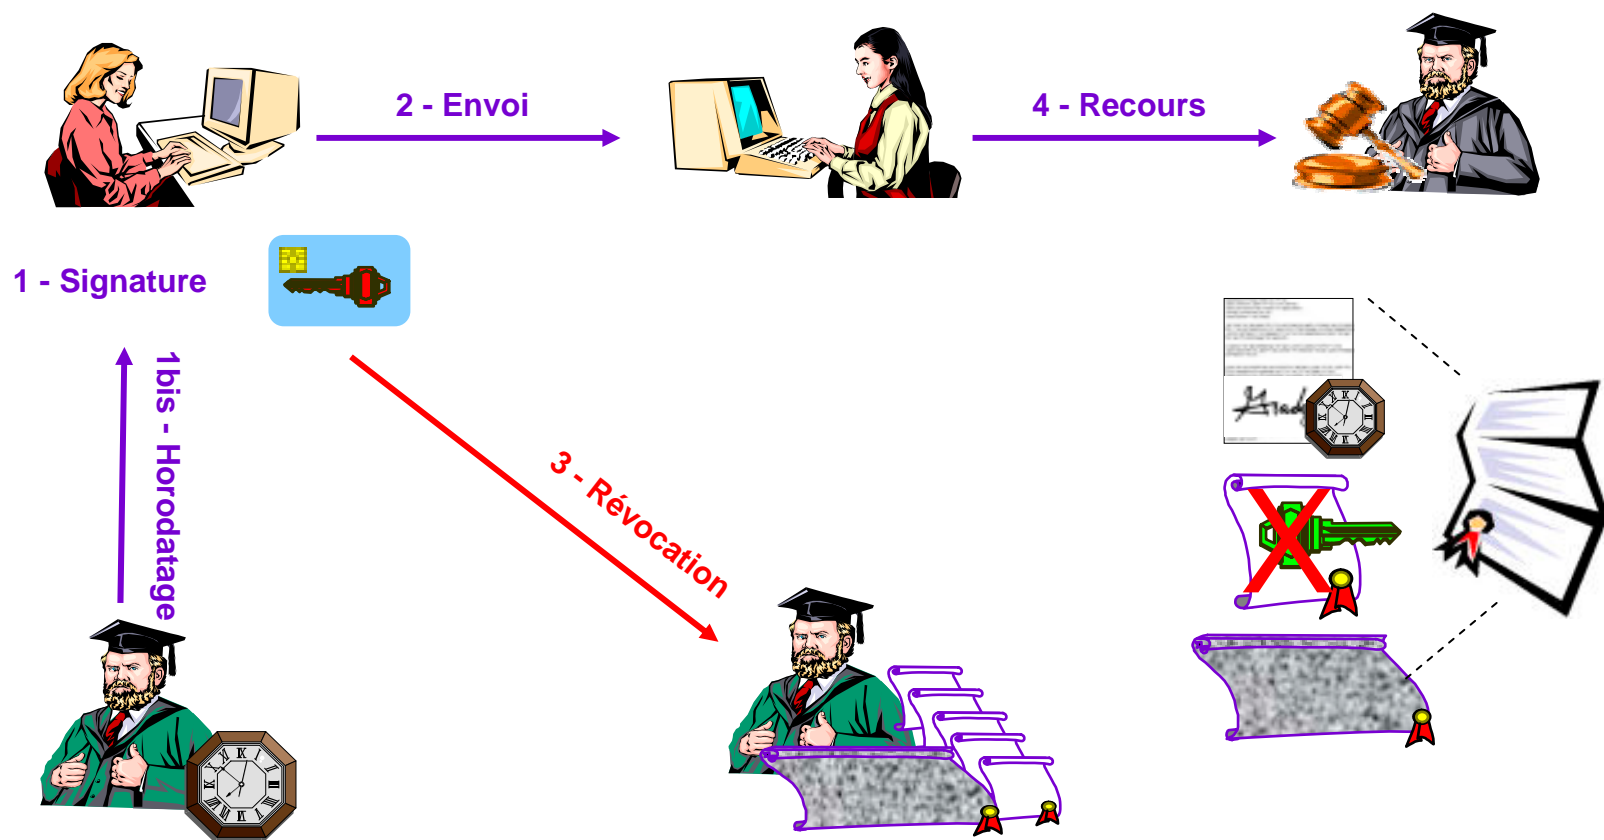 2 - Envoi
4 - Recours
1 - Signature
1bis - Horodatage
3 - Révocation